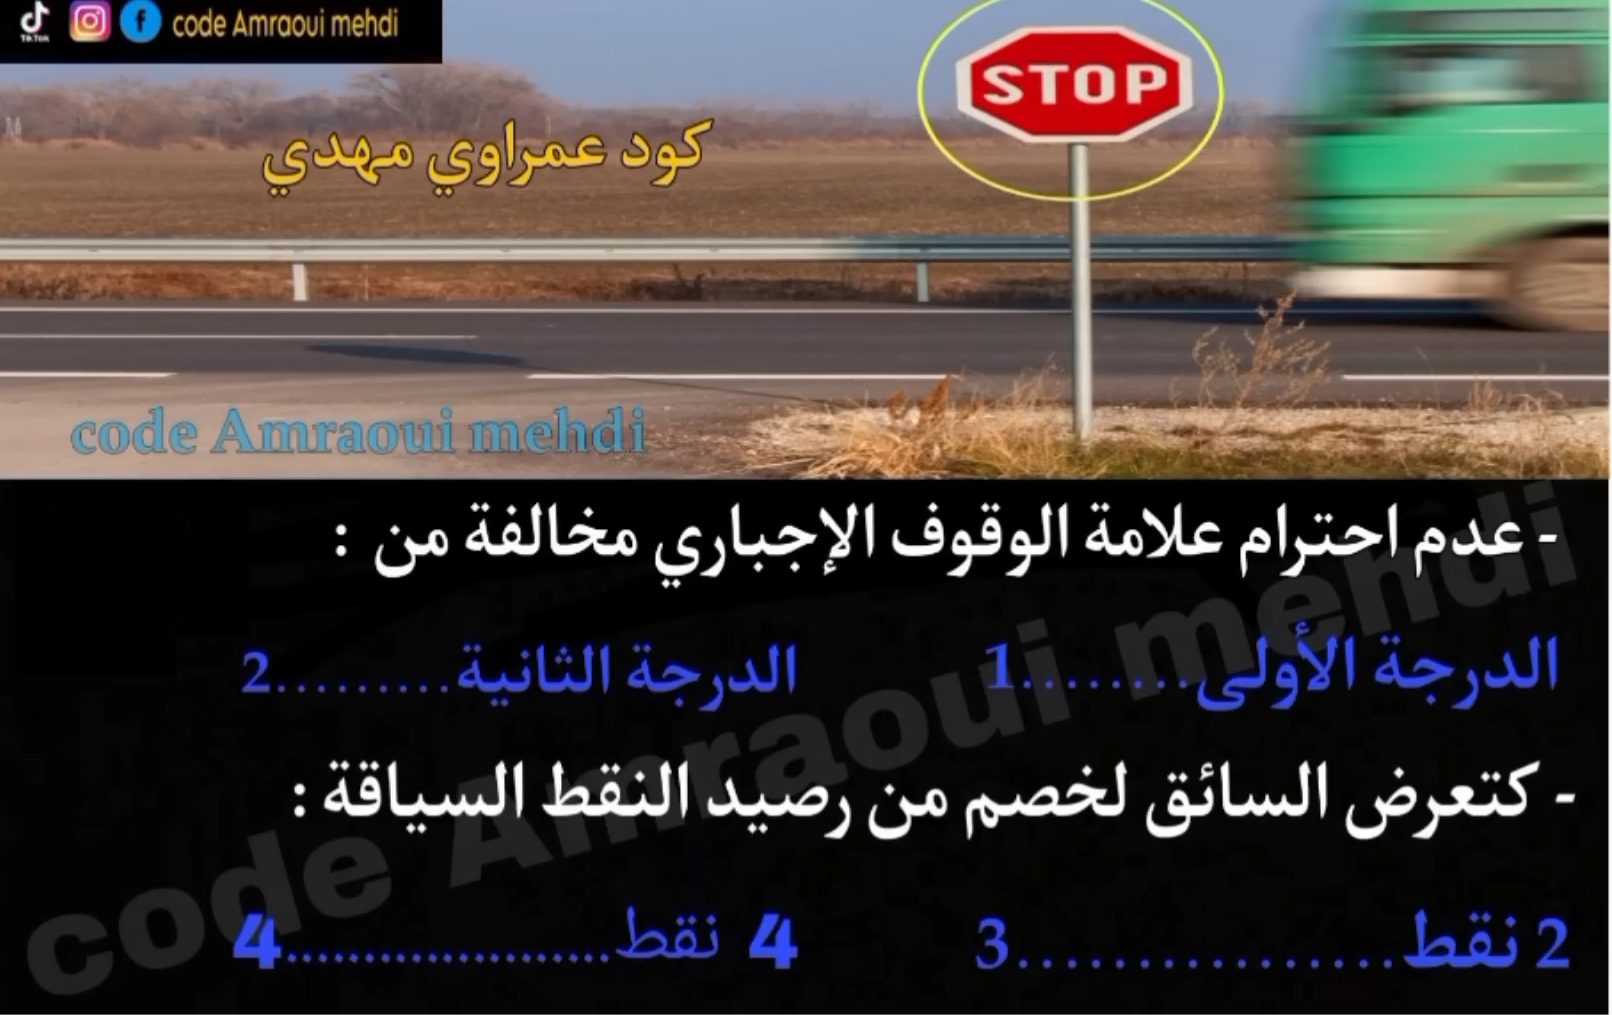 TikTok
code Amraoui mehdi
STOP
كود عمراوي مهدي
code Amraoui mehdi
- عدم احترام علامة الوقوف الإجباري مخالفة من :
الدرجة الأولى........1 الدرجة الثانية.........2
- كتعرض السائق لخصم من رصيد النقط السياقة :
2 نقط................3 4 نقط.....................4
code Amraoui mehdi